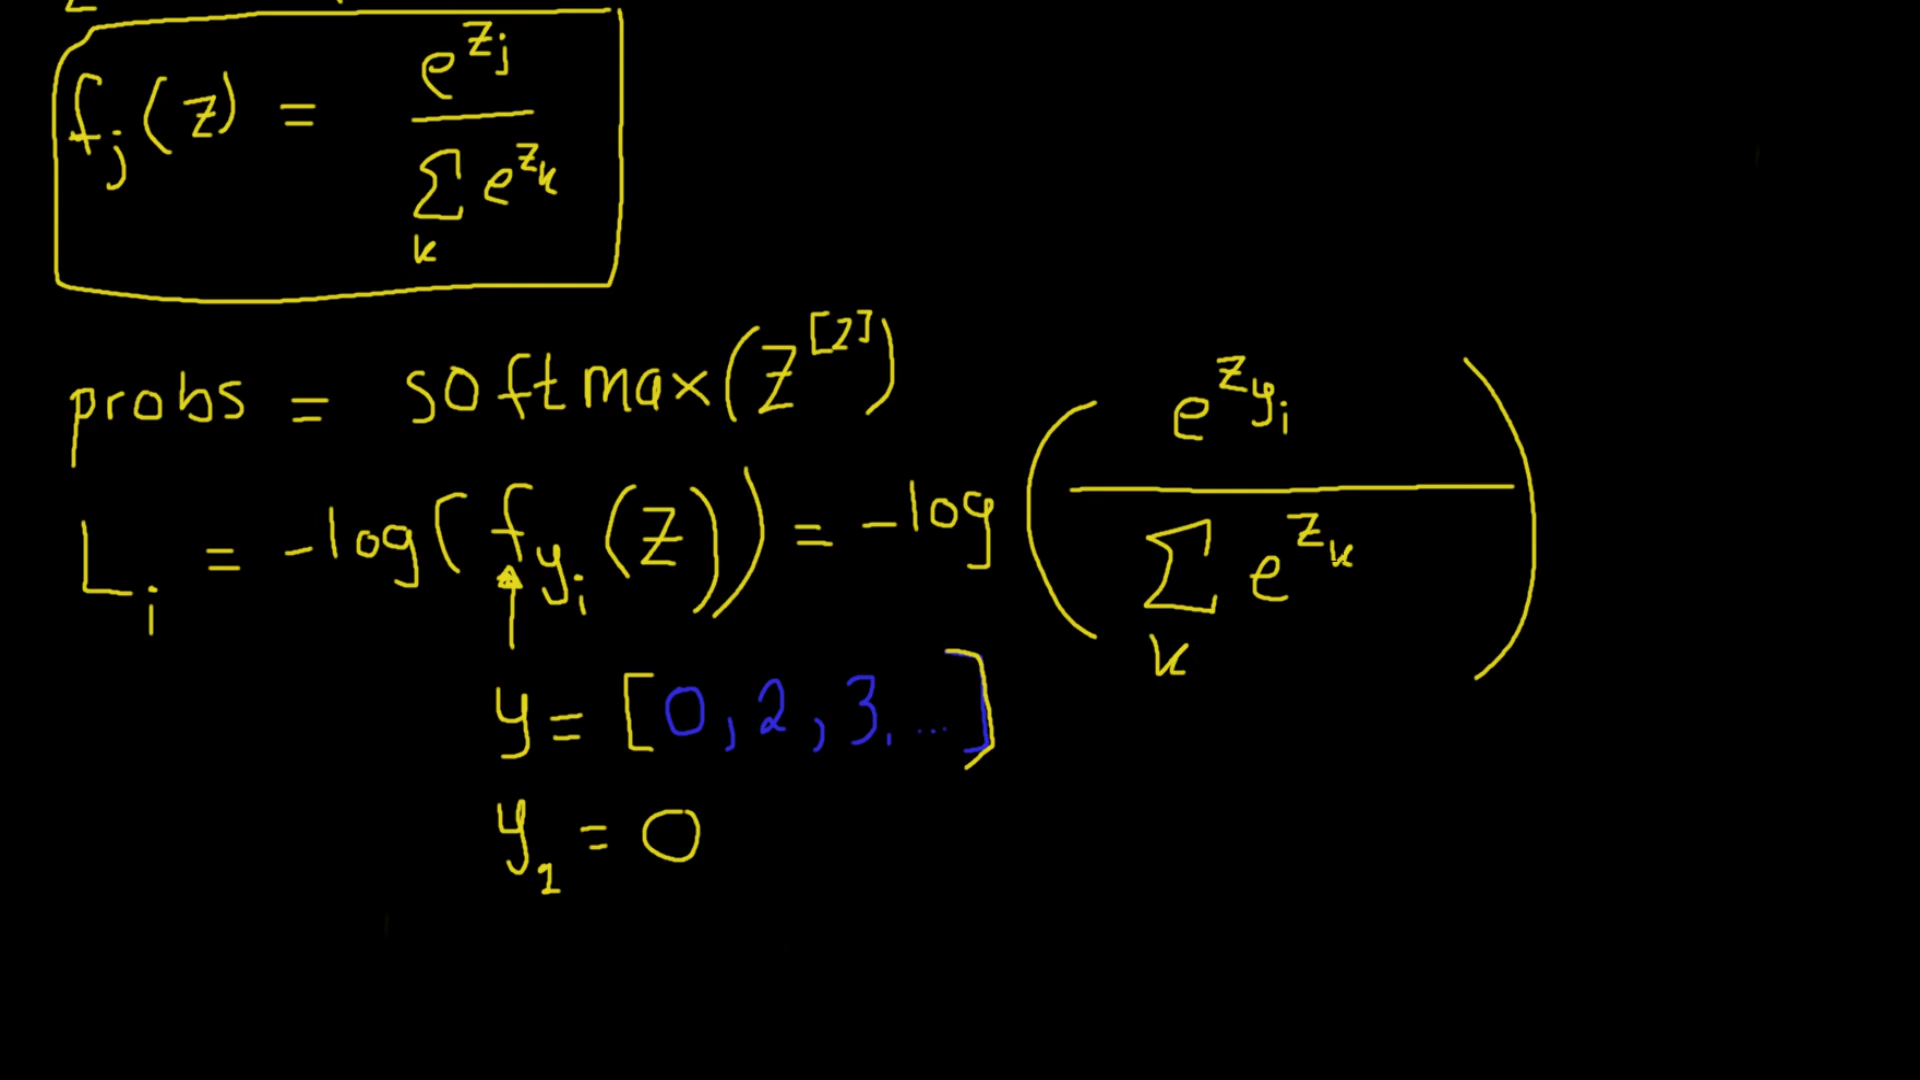 f_j(z) = e^{z_j} / Σ_k e^{z_k}
probs = softmax(Z^{[2]})
L_i = -log(f_{y_i}(z)) = -log(e^{z_{y_i}} / Σ_k e^{z_k})
y = [0, 2, 3, ...]
y_1 = 0